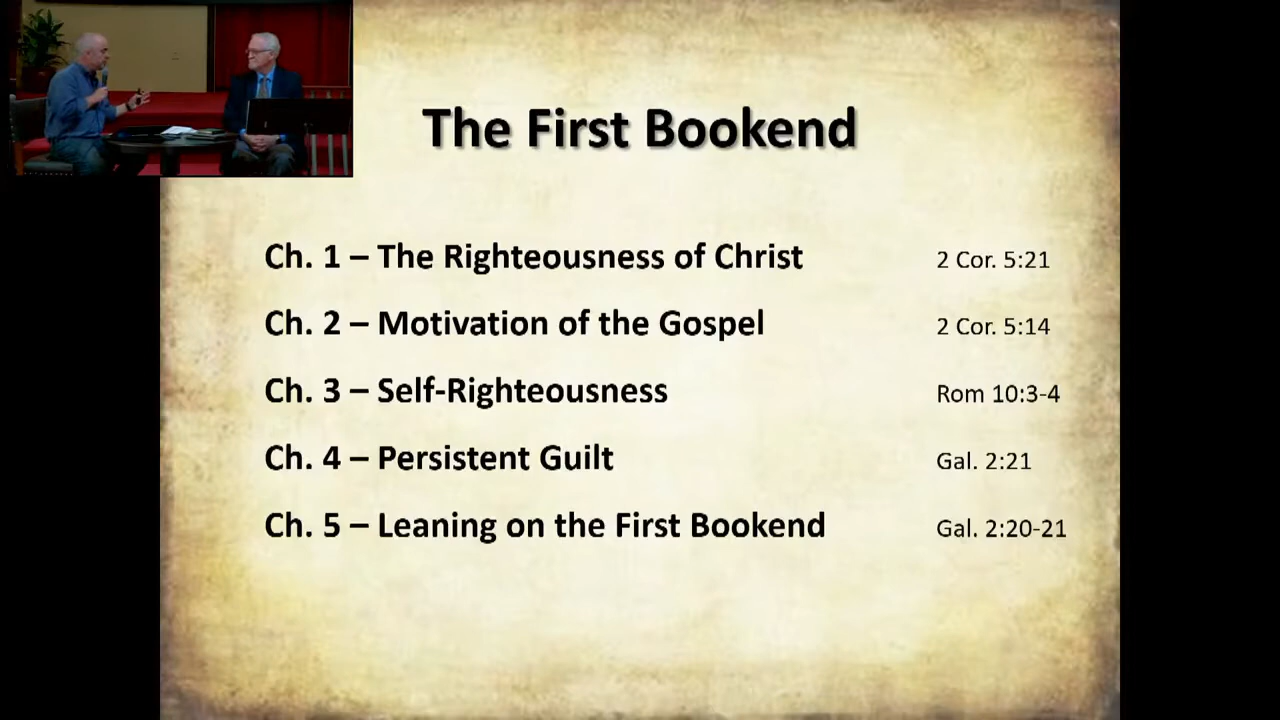 The First Bookend
Ch. 1 – The Righteousness of Christ 2 Cor. 5:21
Ch. 2 – Motivation of the Gospel 2 Cor. 5:14
Ch. 3 – Self-Righteousness Rom 10:3-4
Ch. 4 – Persistent Guilt Gal. 2:21
Ch. 5 – Leaning on the First Bookend Gal. 2:20-21